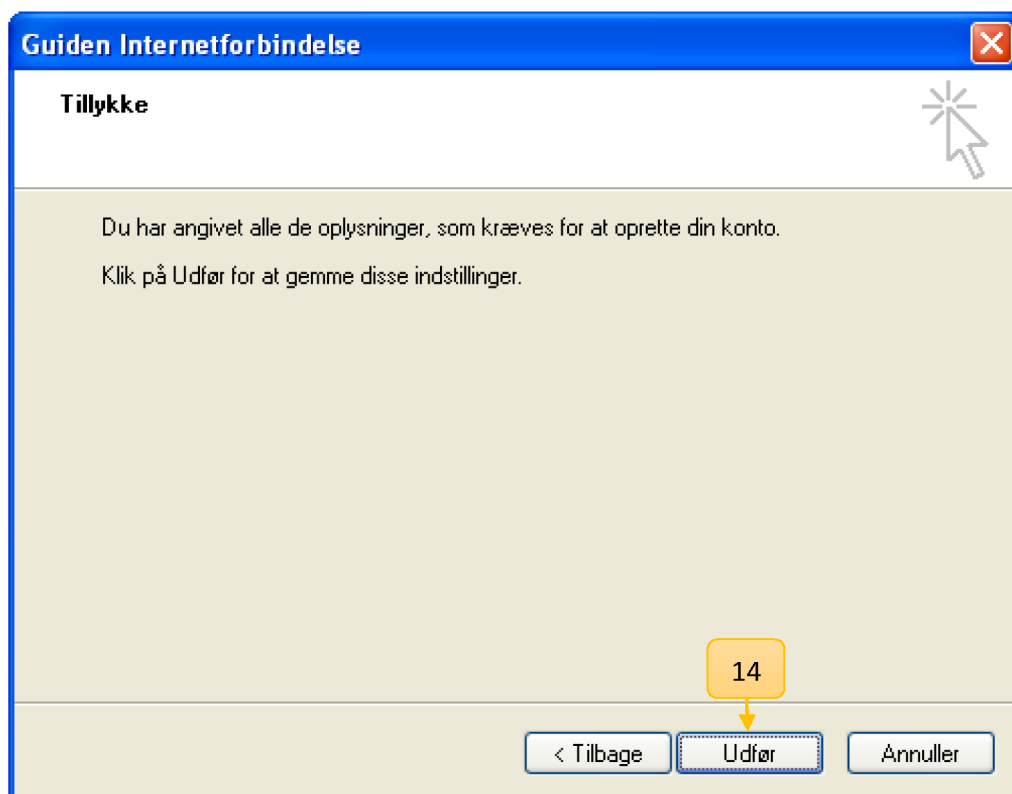 Guiden Internetforbindelse
Tillykke
Du har angivet alle de oplysninger, som kræves for at oprette din konto.
Klik på Udfør for at gemme disse indstillinger.
14
< Tilbage
Udfør
Annuller